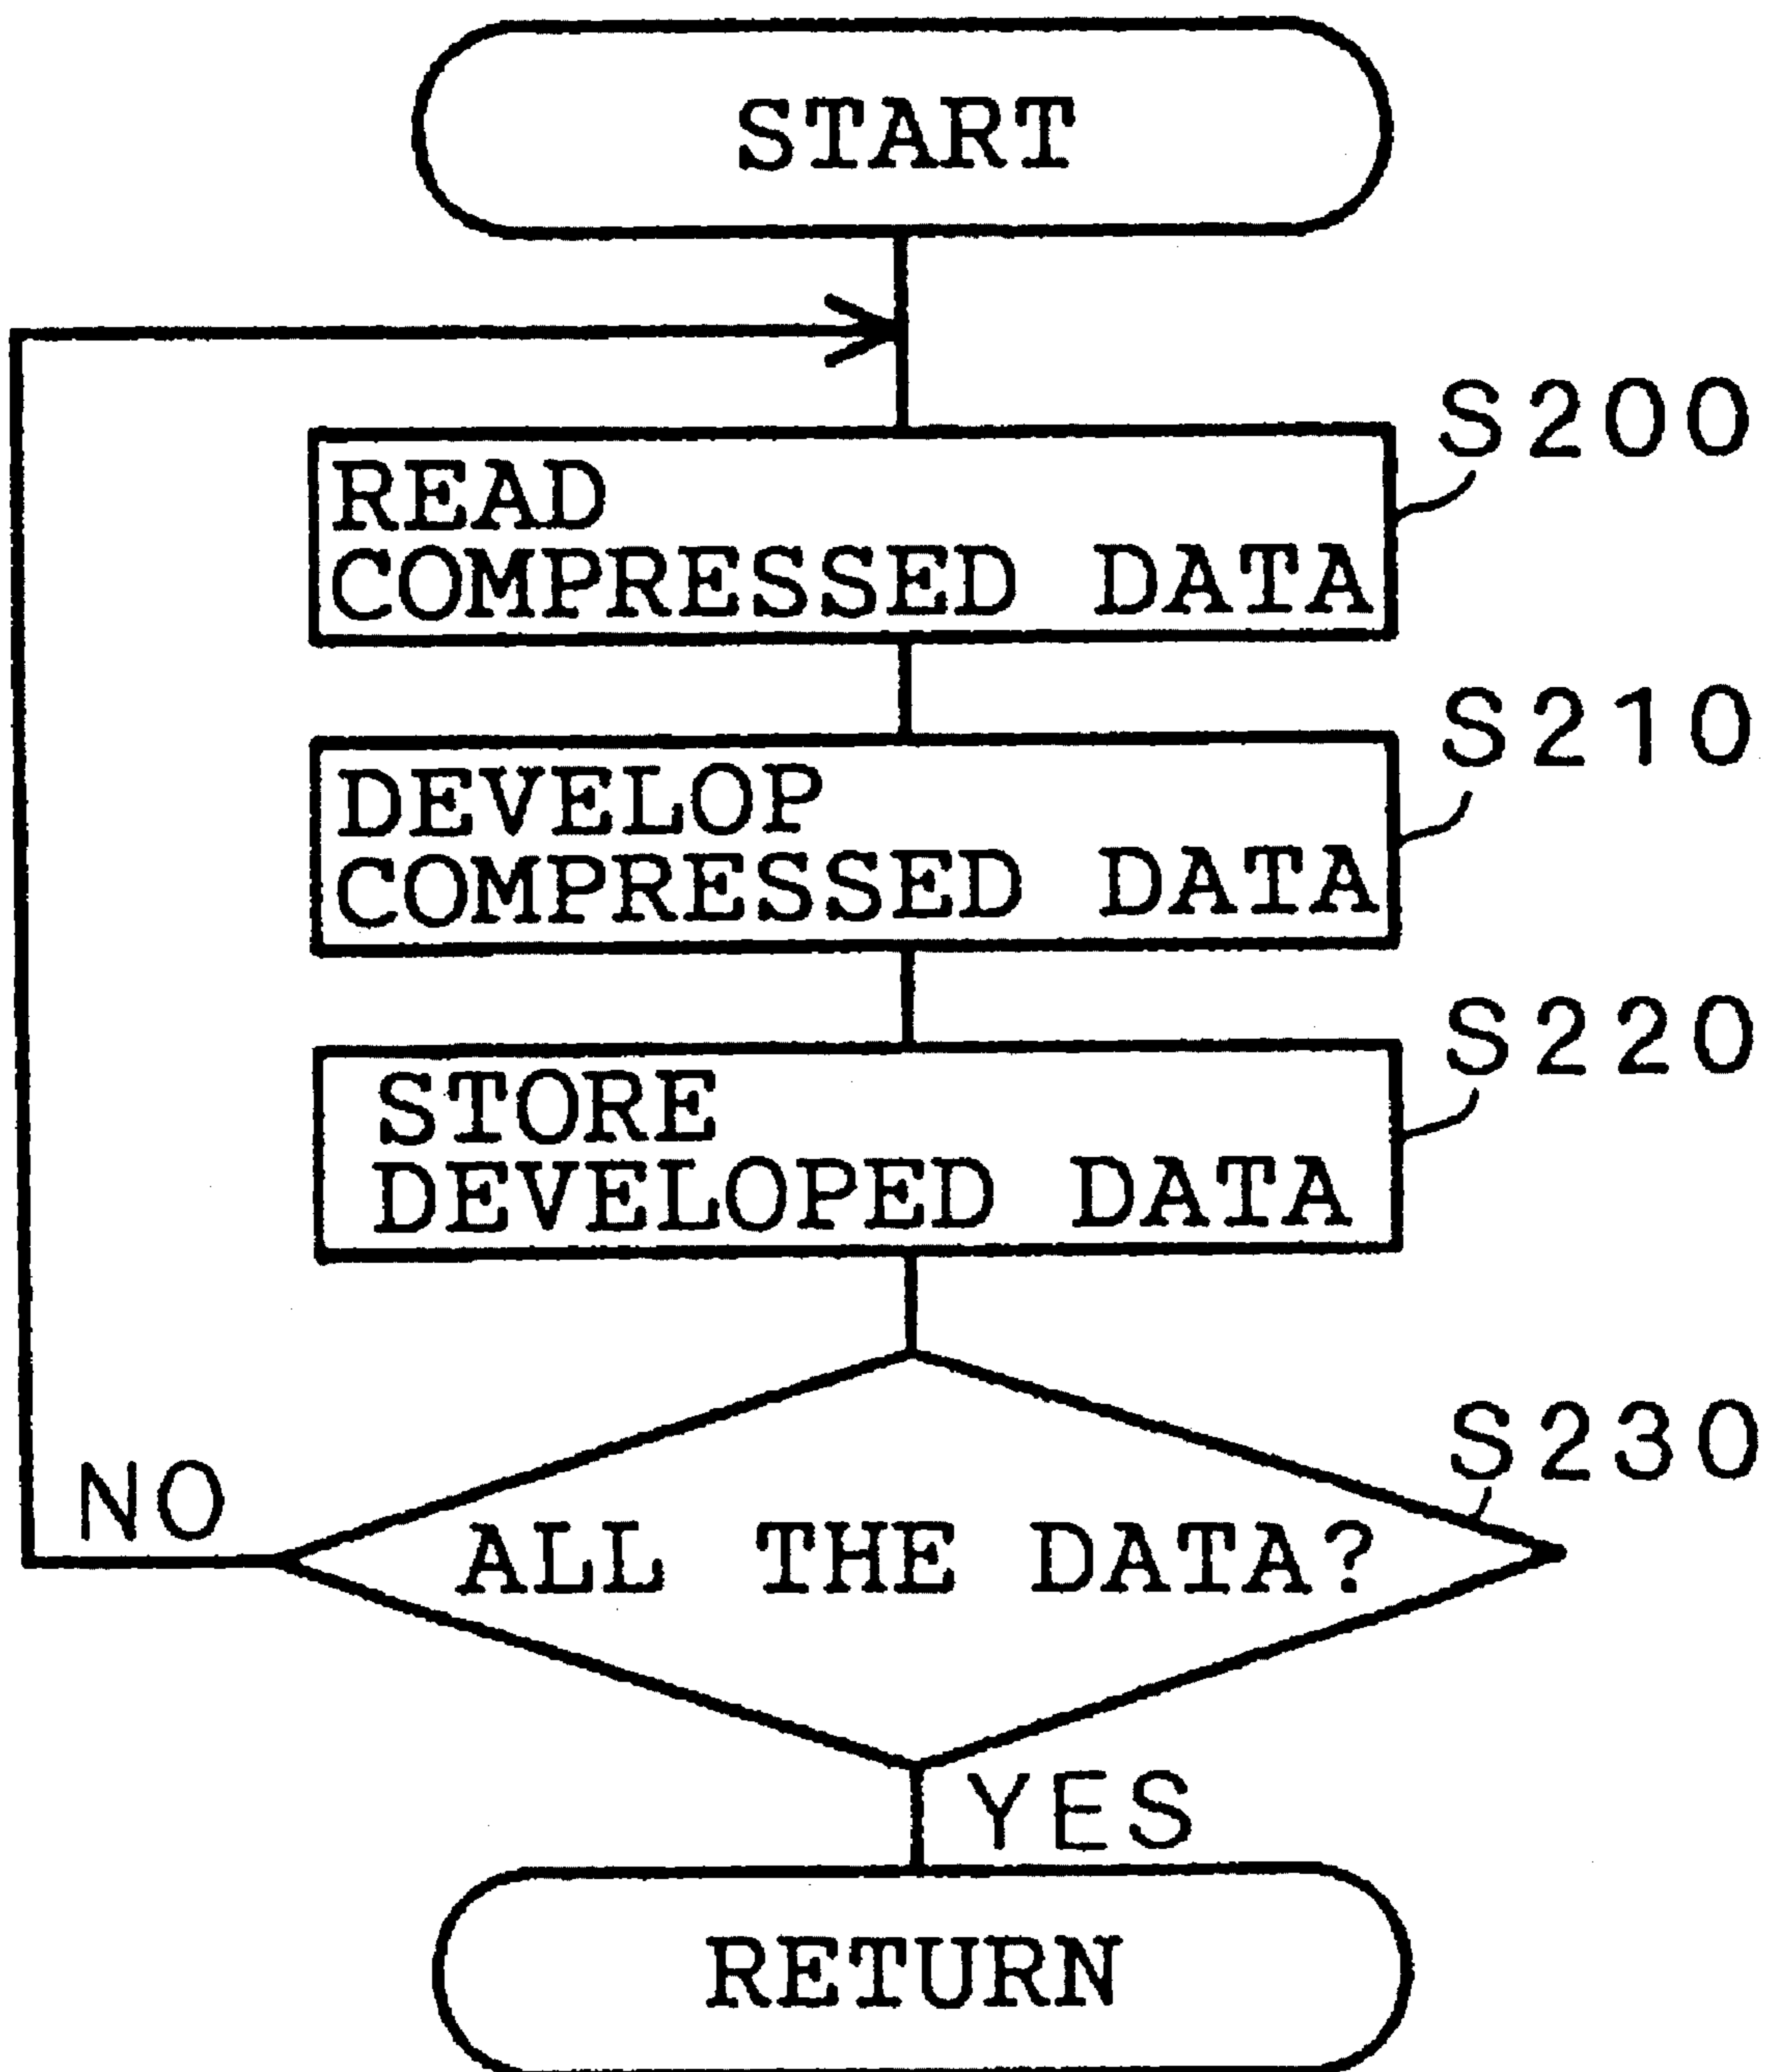 START
S200
READ
COMPRESSED DATA
S210
DEVELOP
COMPRESSED DATA
S220
STORE
DEVELOPED DATA
S230
NO
ALL THE DATA?
YES
RETURN